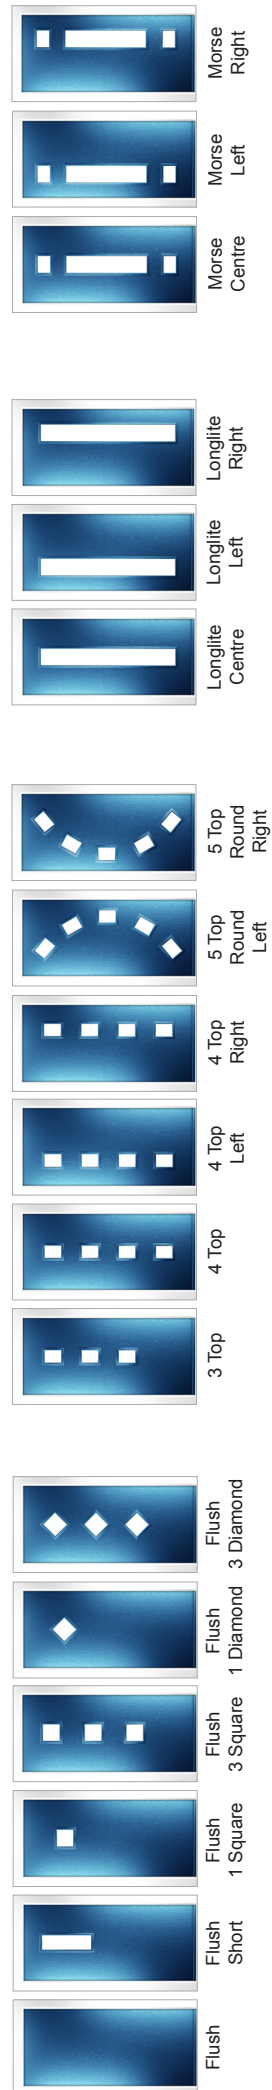 Flush
Flush
Short
Flush
1 Square
Flush
3 Square
Flush
1 Diamond
Flush
3 Diamond
3 Top
4 Top
4 Top
Left
4 Top
Right
5 Top
Round
Left
5 Top
Round
Right
Longlite
Centre
Longlite
Left
Longlite
Right
Morse
Centre
Morse
Left
Morse
Right